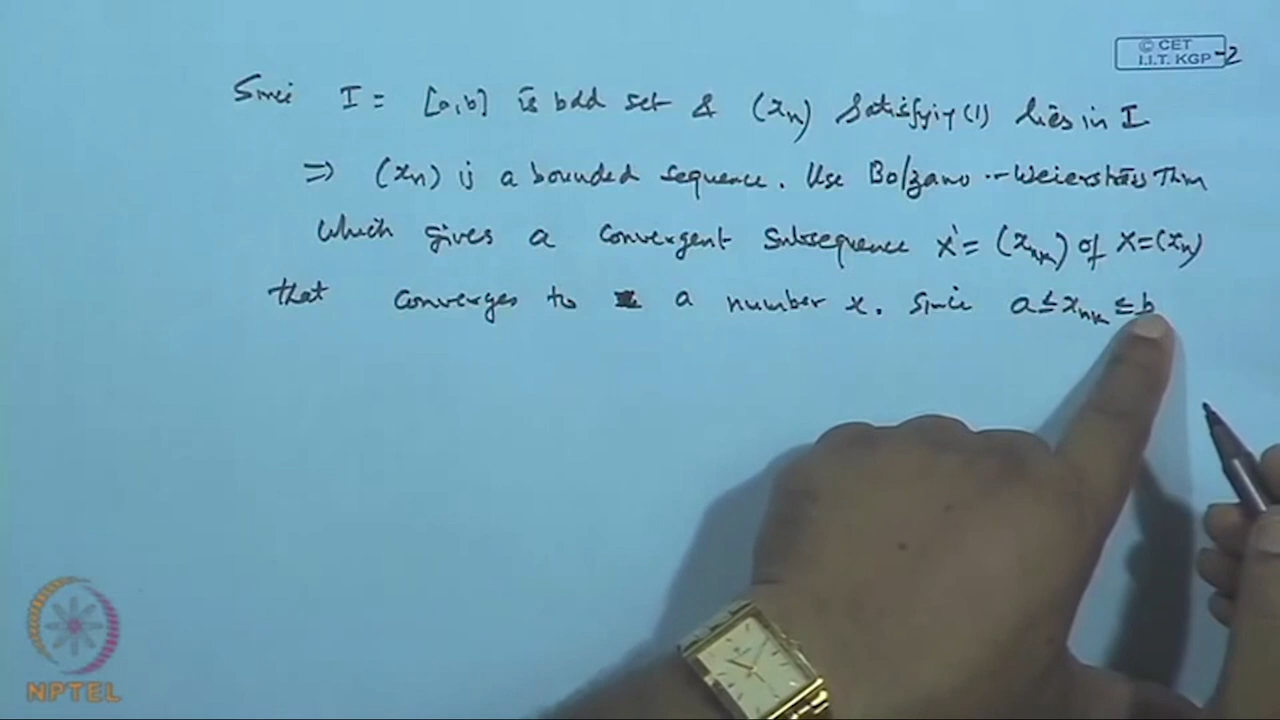 © CET
I.I.T. KGP -2
Since I = [a,b] is bdd set & (xₙ) Satisfying (1) lies in I
⇒ (xₙ) is a bounded sequence. Use Bolzano - Weierstrass Thm
Which gives a Convergent Subsequence X' = (xₙₖ) of X=(xₙ)
that converges to a number x. Since a≤xₙₖ≤b
NPTEL